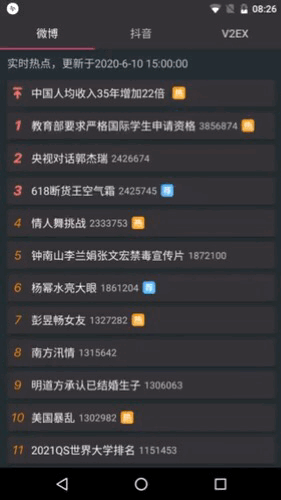 08:26
微博 抖音 V2EX
实时热点，更新于2020-6-10 15:00:00
中国人均收入35年增加22倍 热
1 教育部要求严格国际学生申请资格 3856874 热
2 央视对话郭杰瑞 2426674
3 618断货王空气霜 2425745 荐
4 情人舞挑战 2333753 热
5 钟南山李兰娟张文宏禁毒宣传片 1872100
6 杨幂水亮大眼 1861204 荐
7 彭昱畅女友 1327282 热
8 南方汛情 1315642
9 明道方承认已结婚生子 1306063
10 美国暴乱 1302982 热
11 2021QS世界大学排名 1151453